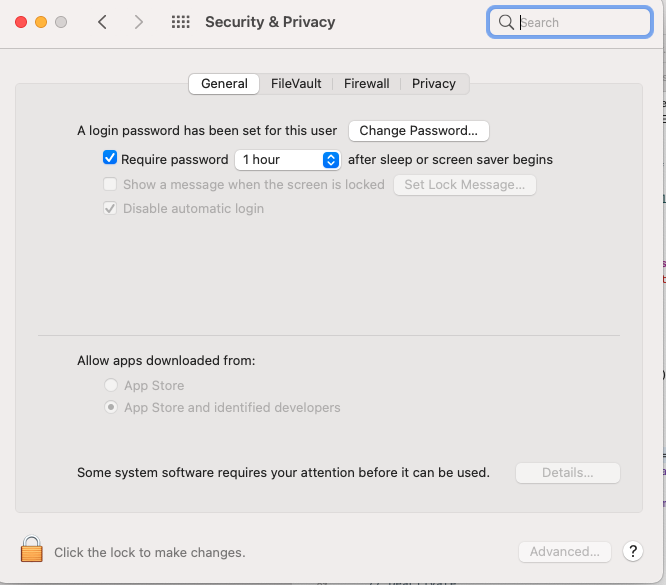 Security & Privacy
Search
General
FileVault
Firewall
Privacy
A login password has been set for this user
Change Password...
Require password
1 hour
after sleep or screen saver begins
Show a message when the screen is locked
Set Lock Message...
Disable automatic login
Allow apps downloaded from:
App Store
App Store and identified developers
Some system software requires your attention before it can be used.
Details...
Click the lock to make changes.
Advanced...
?